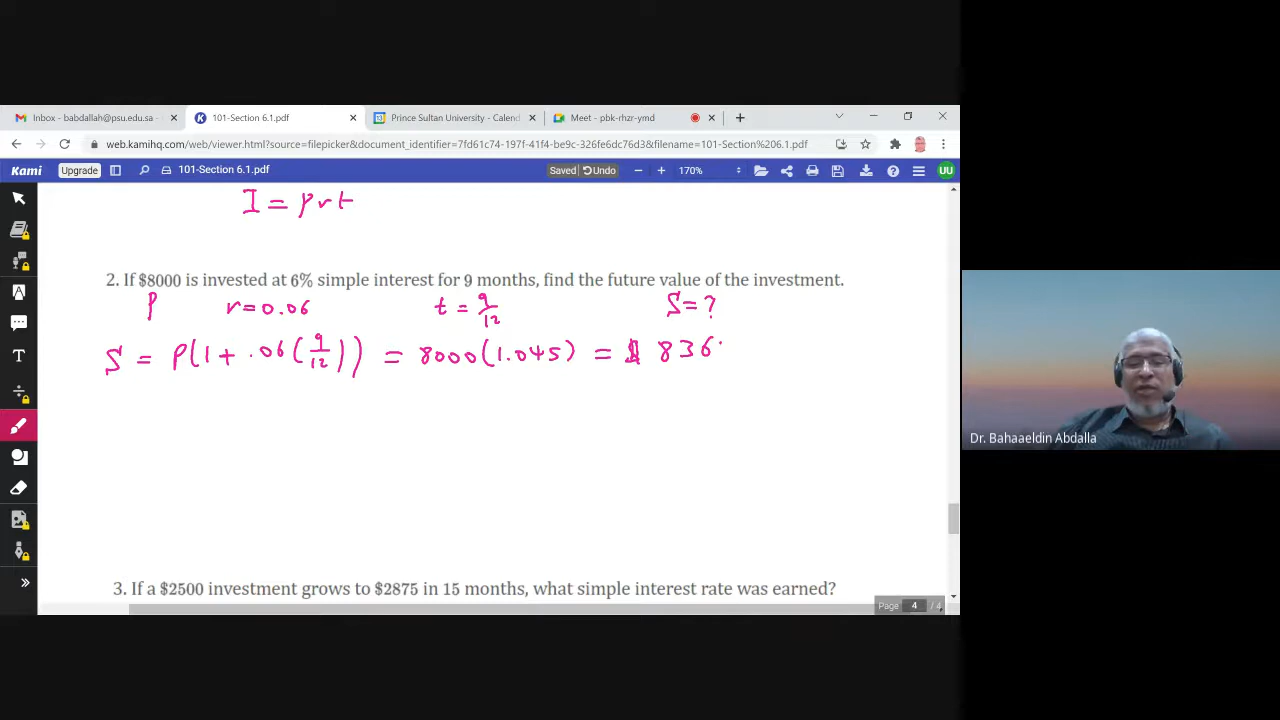 Inbox - babdallah@psu.edu.sa -
101-Section 6.1.pdf
Prince Sultan University - Calend
Meet - pbk-rhzr-ymd
web.kamihq.com/web/viewer.html?source=filepicker&document_identifier=7fd61c74-197f-41f4-be9c-326fe6dc76d3&filename=101-Section%206.1.pdf
Kami
Upgrade
101-Section 6.1.pdf
Saved
Undo
170%
UU
I = prt
2. If $8000 is invested at 6% simple interest for 9 months, find the future value of the investment.
P r = 0.06 t = 9/12 S = ?
S = P(1 + .06(9/12)) = 8000(1.045) = $ 836
3. If a $2500 investment grows to $2875 in 15 months, what simple interest rate was earned?
Page 4 / 4
Dr. Bahaaeldin Abdalla